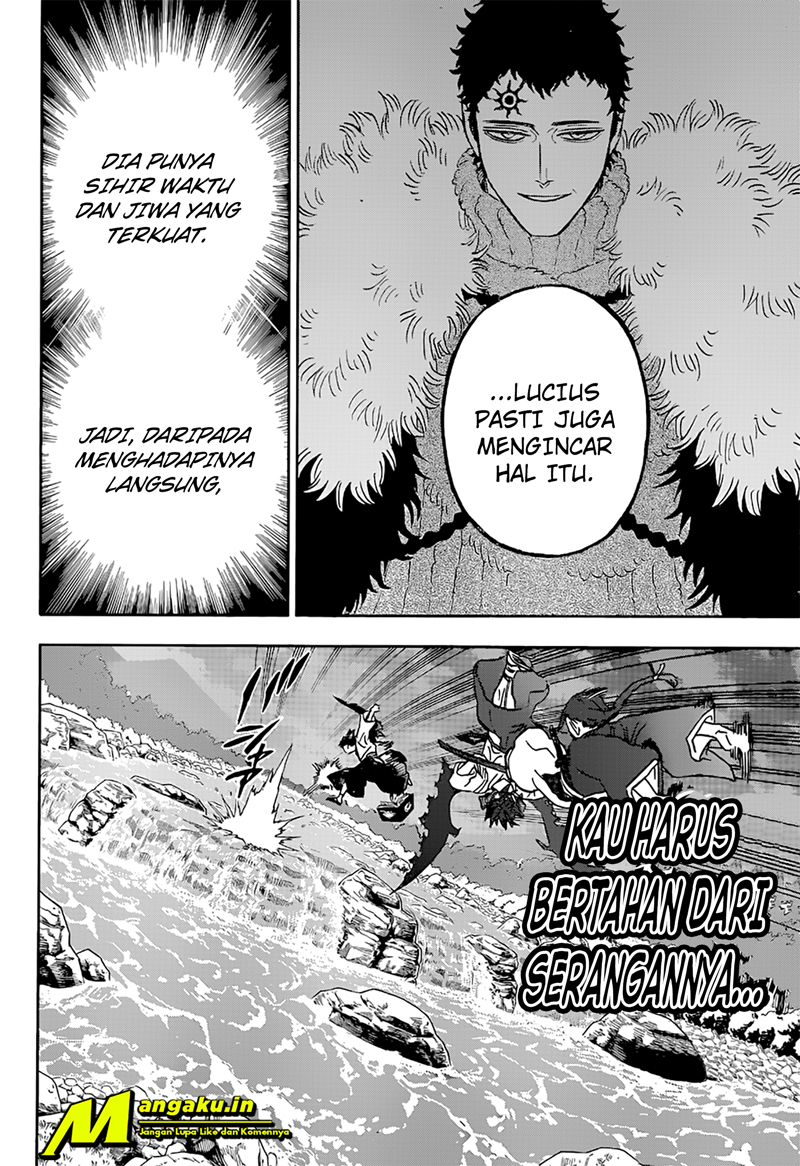 ...LUCIUS
PASTI JUGA
MENGINCAR
HAL ITU.
DIA PUNYA
SIHIR WAKTU
DAN JIWA YANG
TERKUAT.
JADI, DARIPADA
MENGHADAPINYA
LANGSUNG,
KAU HARUS
BERTAHAN DARI
SERANGANNYA...
Mangaku.in
Jangan Lupa Like dan Komennya